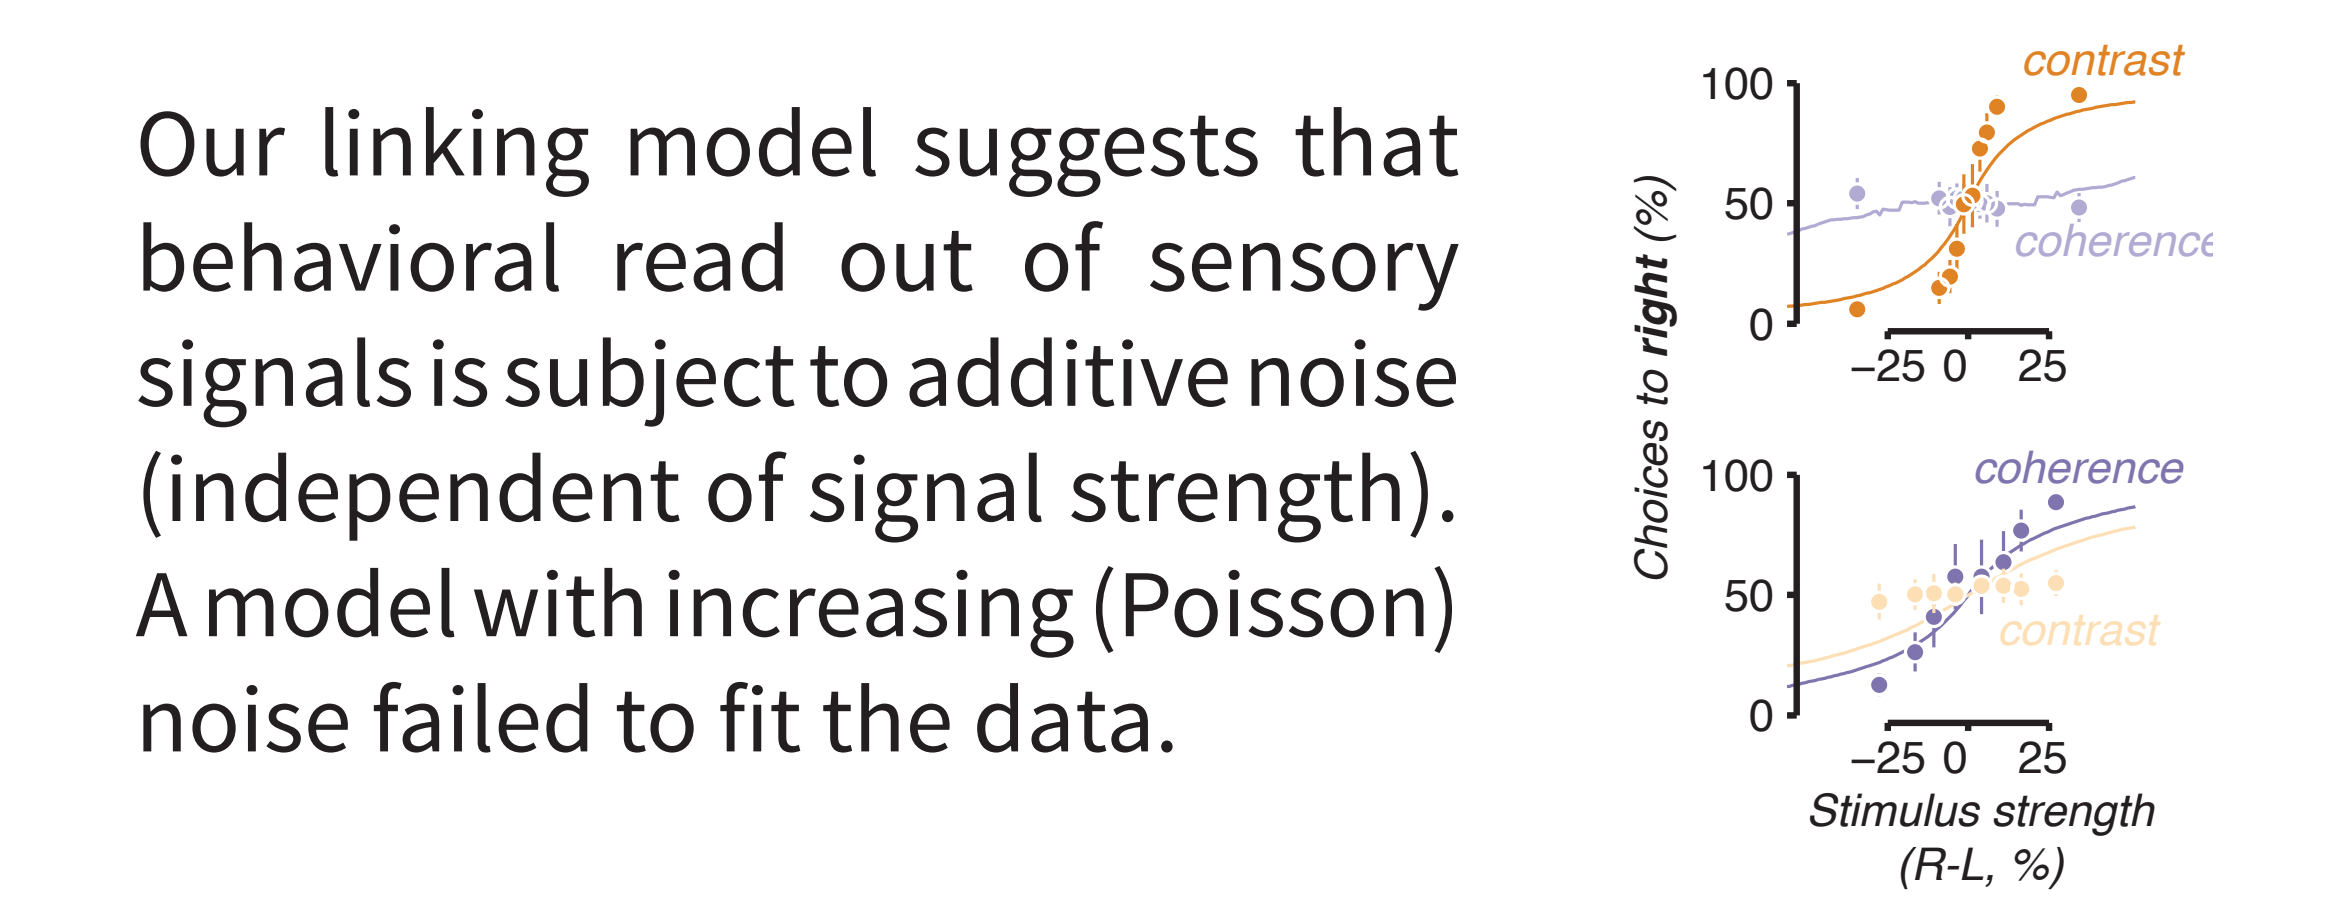 Our linking model suggests that
behavioral read out of sensory
signals is subject to additive noise
(independent of signal strength).
A model with increasing (Poisson)
noise failed to fit the data.
Choices to right (%)
contrast
100
50
coherence
0
−25 0 25
coherence
100
50
contrast
0
−25 0 25
Stimulus strength
(R-L, %)